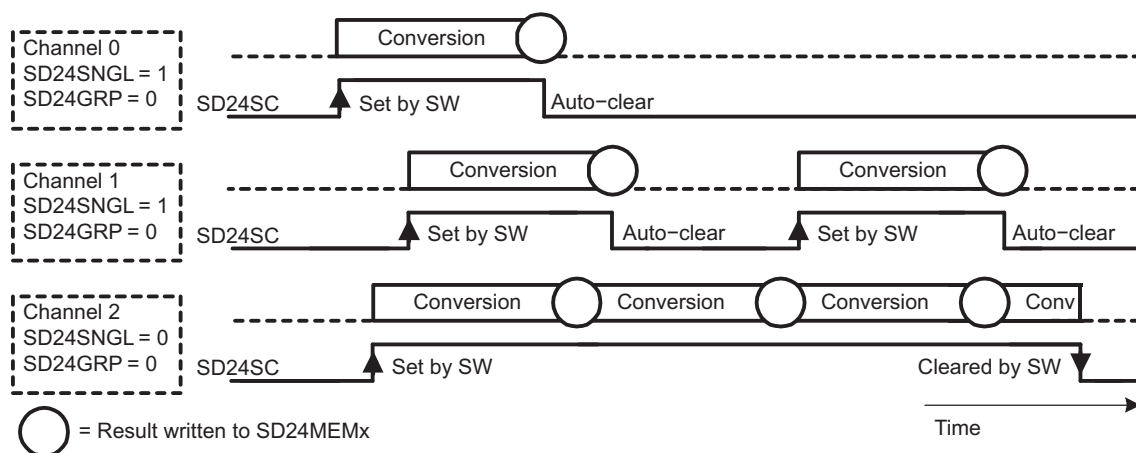 Channel 0
SD24SNGL = 1
SD24GRP = 0
Conversion
SD24SC
Set by SW
Auto−clear
Channel 1
SD24SNGL = 1
SD24GRP = 0
Conversion
Conversion
SD24SC
Set by SW
Auto−clear
Set by SW
Auto−clear
Channel 2
SD24SNGL = 0
SD24GRP = 0
Conversion
Conversion
Conversion
Conv
SD24SC
Set by SW
Cleared by SW
= Result written to SD24MEMx
Time